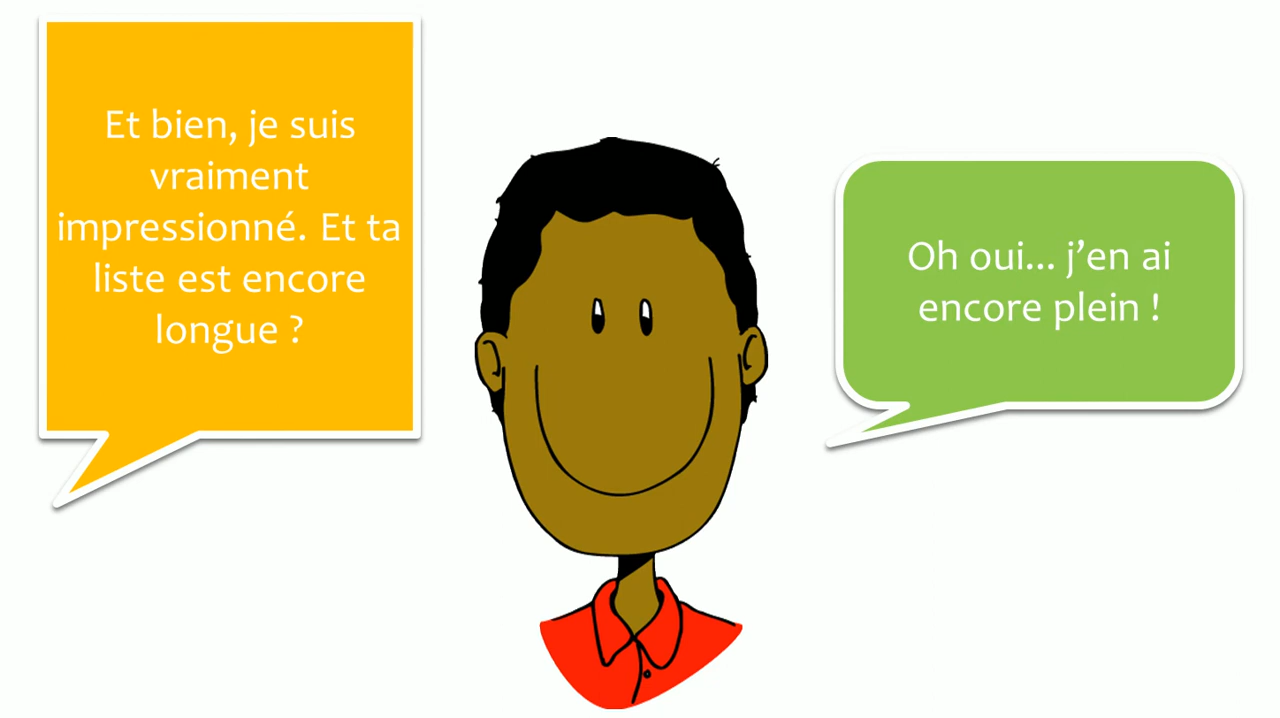 Et bien, je suis
vraiment
impressionné. Et ta
liste est encore
longue ?
Oh oui... j’en ai
encore plein !